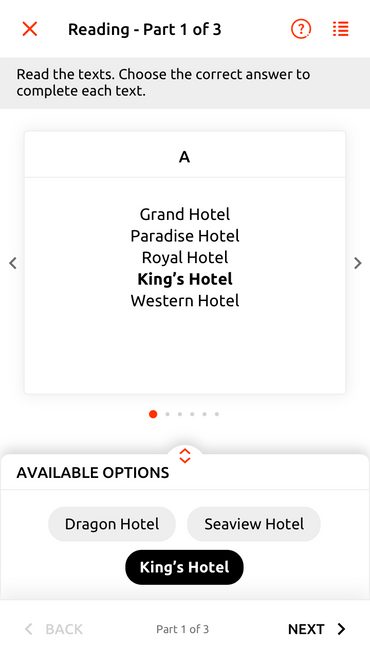 Reading - Part 1 of 3
?
Read the texts. Choose the correct answer to
complete each text.
A
Grand Hotel
Paradise Hotel
Royal Hotel
King's Hotel
Western Hotel
AVAILABLE OPTIONS
Dragon Hotel
Seaview Hotel
King's Hotel
BACK
Part 1 of 3
NEXT